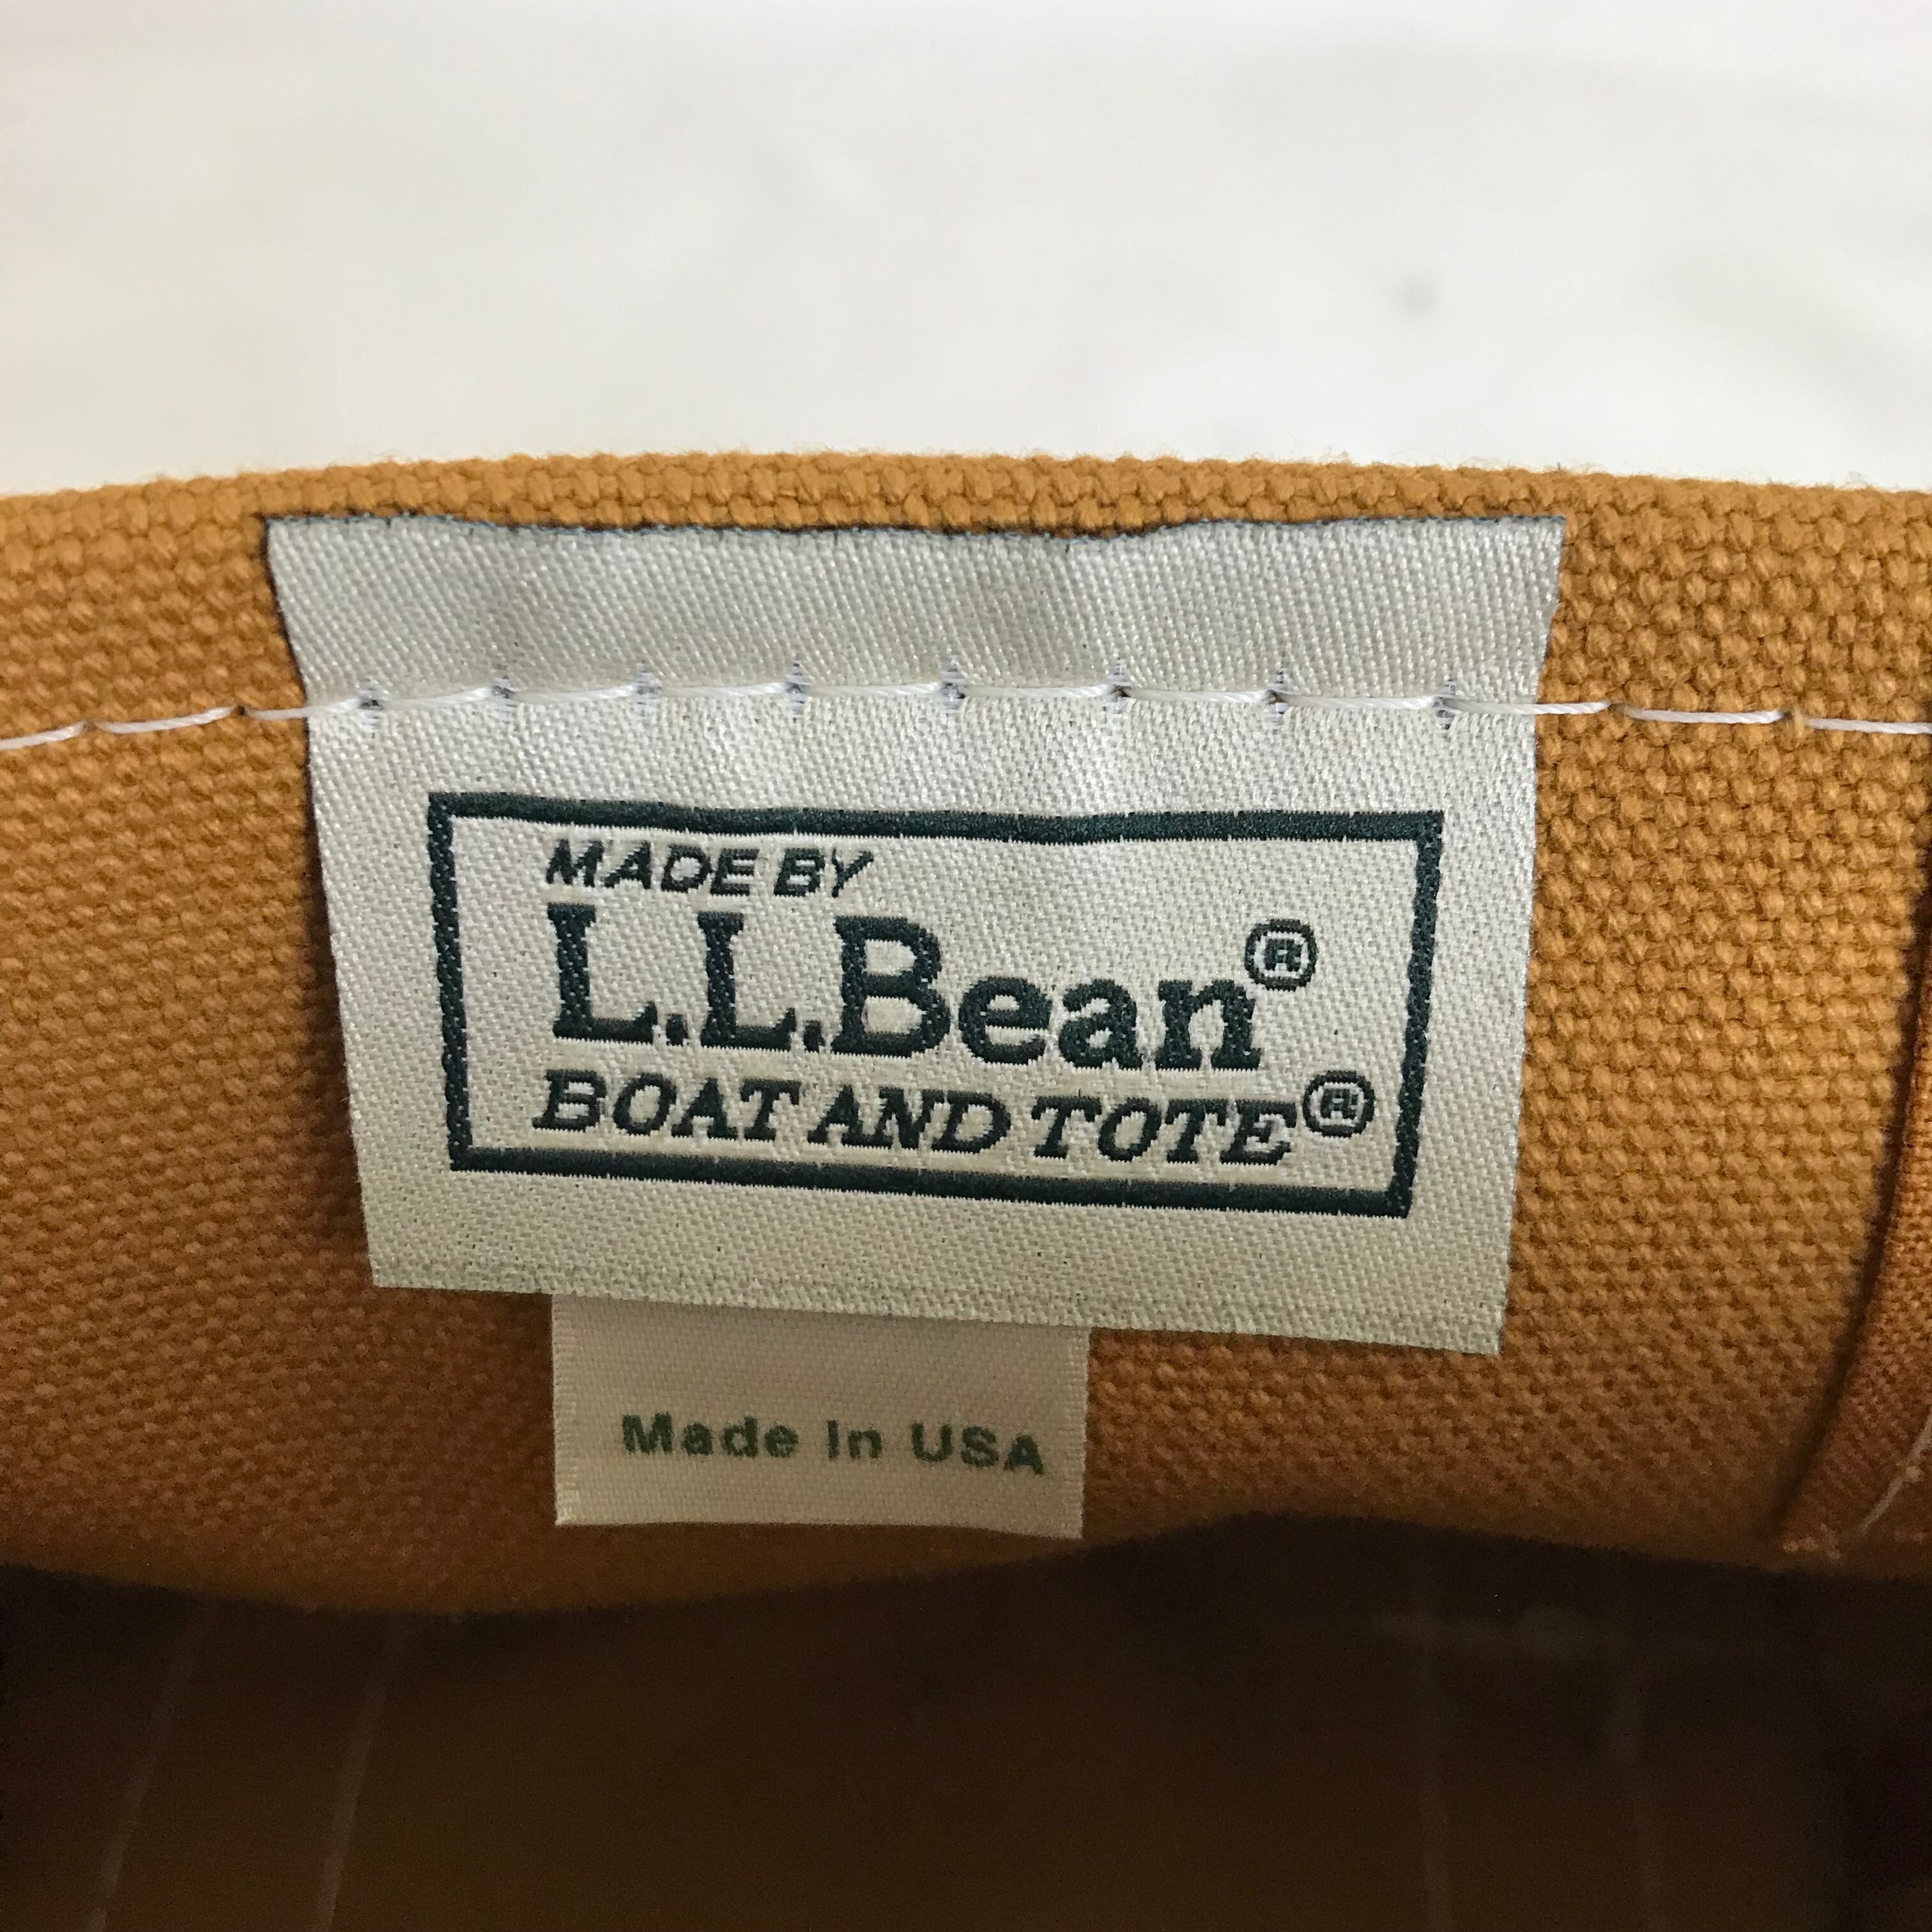 MADE BY
L.L.Bean®
BOAT AND TOTE®
Made In USA